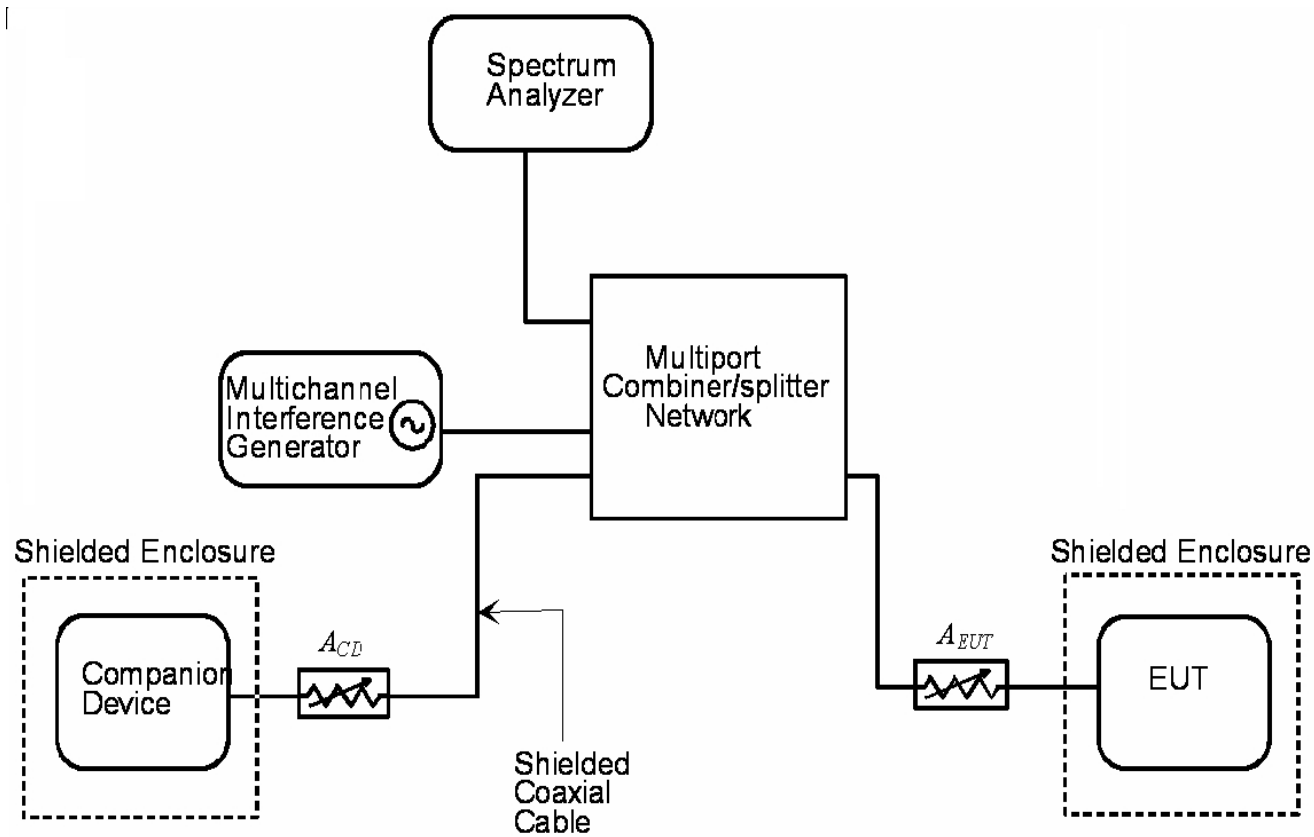 Spectrum
Analyzer
Multiport
Combiner/splitter
Network
Multichannel
Interference
Generator
Shielded Enclosure
Shielded Enclosure
Companion
Device
A_CD
A_EUT
EUT
Shielded
Coaxial
Cable